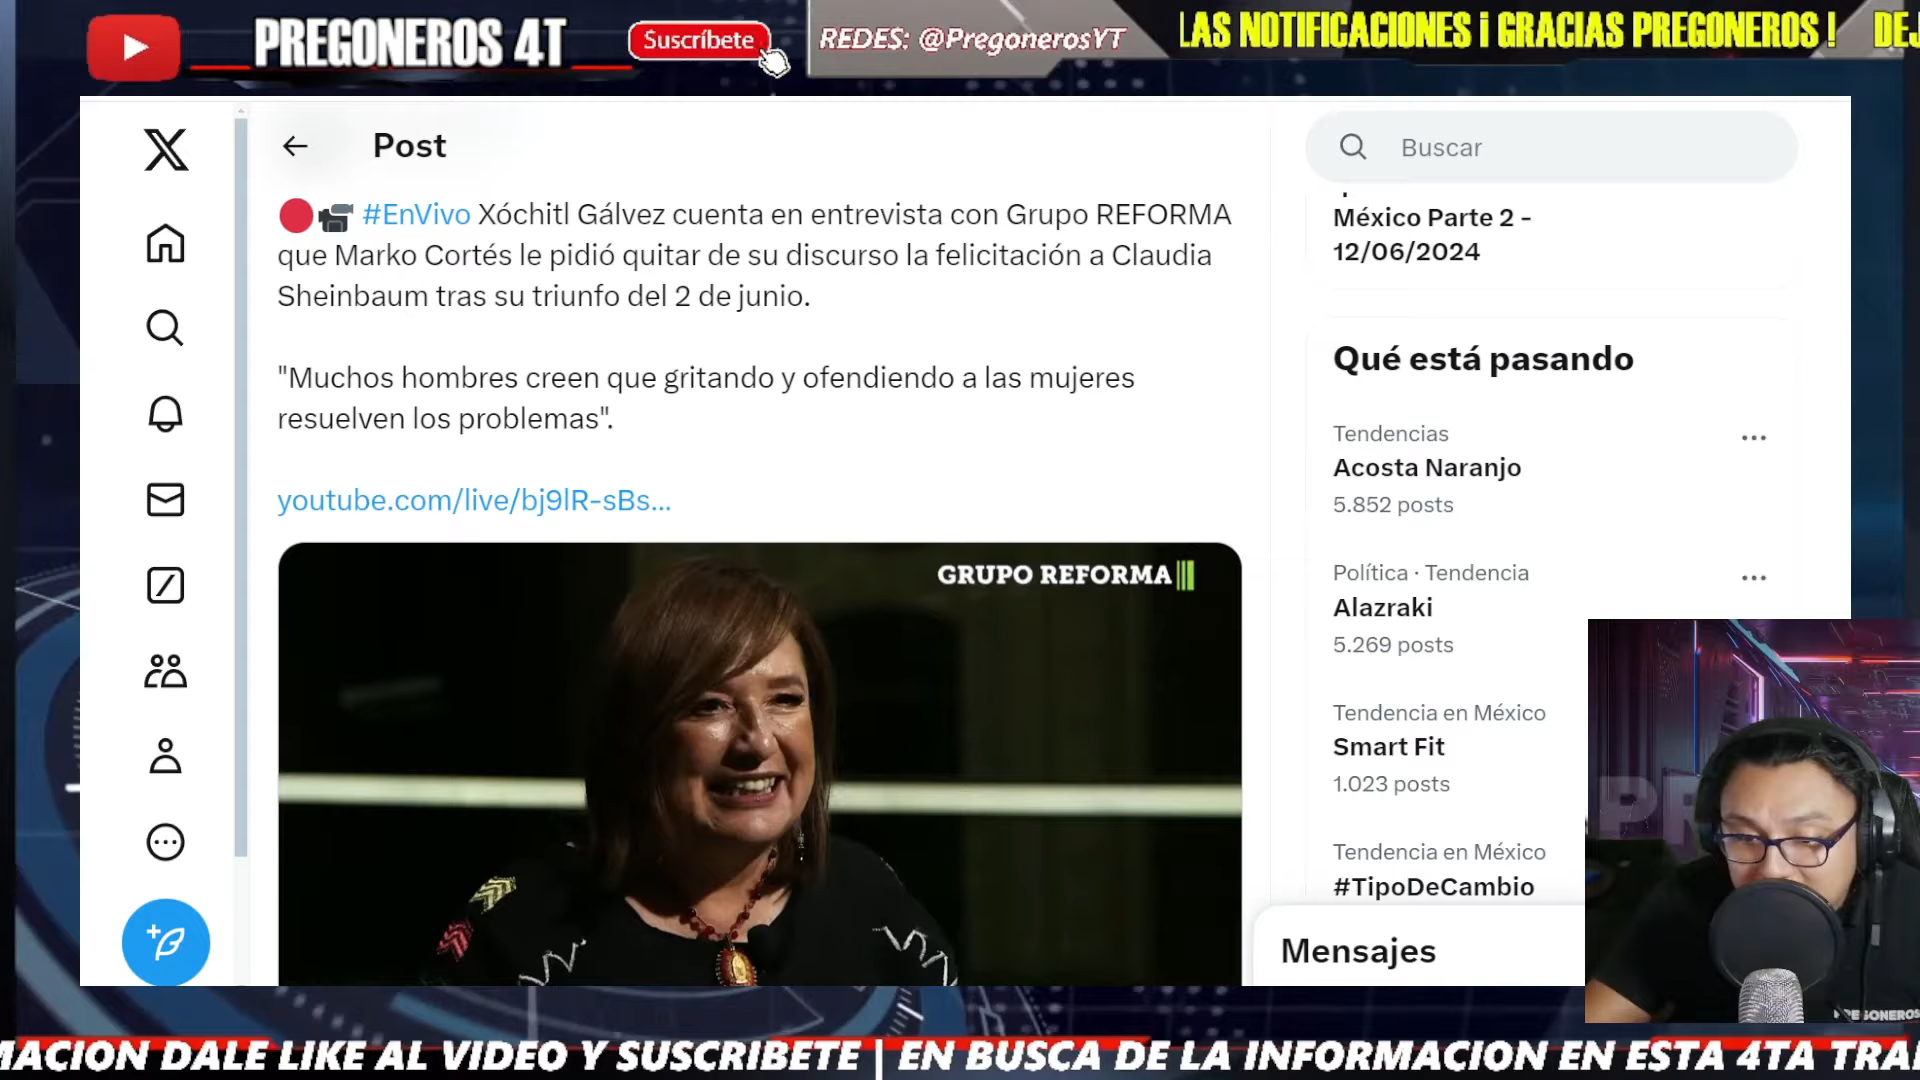 PREGONEROS 4T
Suscríbete
REDES: @PregonerosYT
LAS NOTIFICACIONES ¡ GRACIAS PREGONEROS !
Post
Buscar
#EnVivo Xóchitl Gálvez cuenta en entrevista con Grupo REFORMA
que Marko Cortés le pidió quitar de su discurso la felicitación a Claudia
Sheinbaum tras su triunfo del 2 de junio.
"Muchos hombres creen que gritando y ofendiendo a las mujeres
resuelven los problemas".
youtube.com/live/bj9lR-sBs...
GRUPO REFORMA
México Parte 2 -
12/06/2024
Qué está pasando
Tendencias
Acosta Naranjo
5.852 posts
Política · Tendencia
Alazraki
5.269 posts
Tendencia en México
Smart Fit
1.023 posts
Tendencia en México
#TipoDeCambio
Mensajes
DALE LIKE AL VIDEO Y SUSCRIBETE | EN BUSCA DE LA INFORMACION EN ESTA 4TA